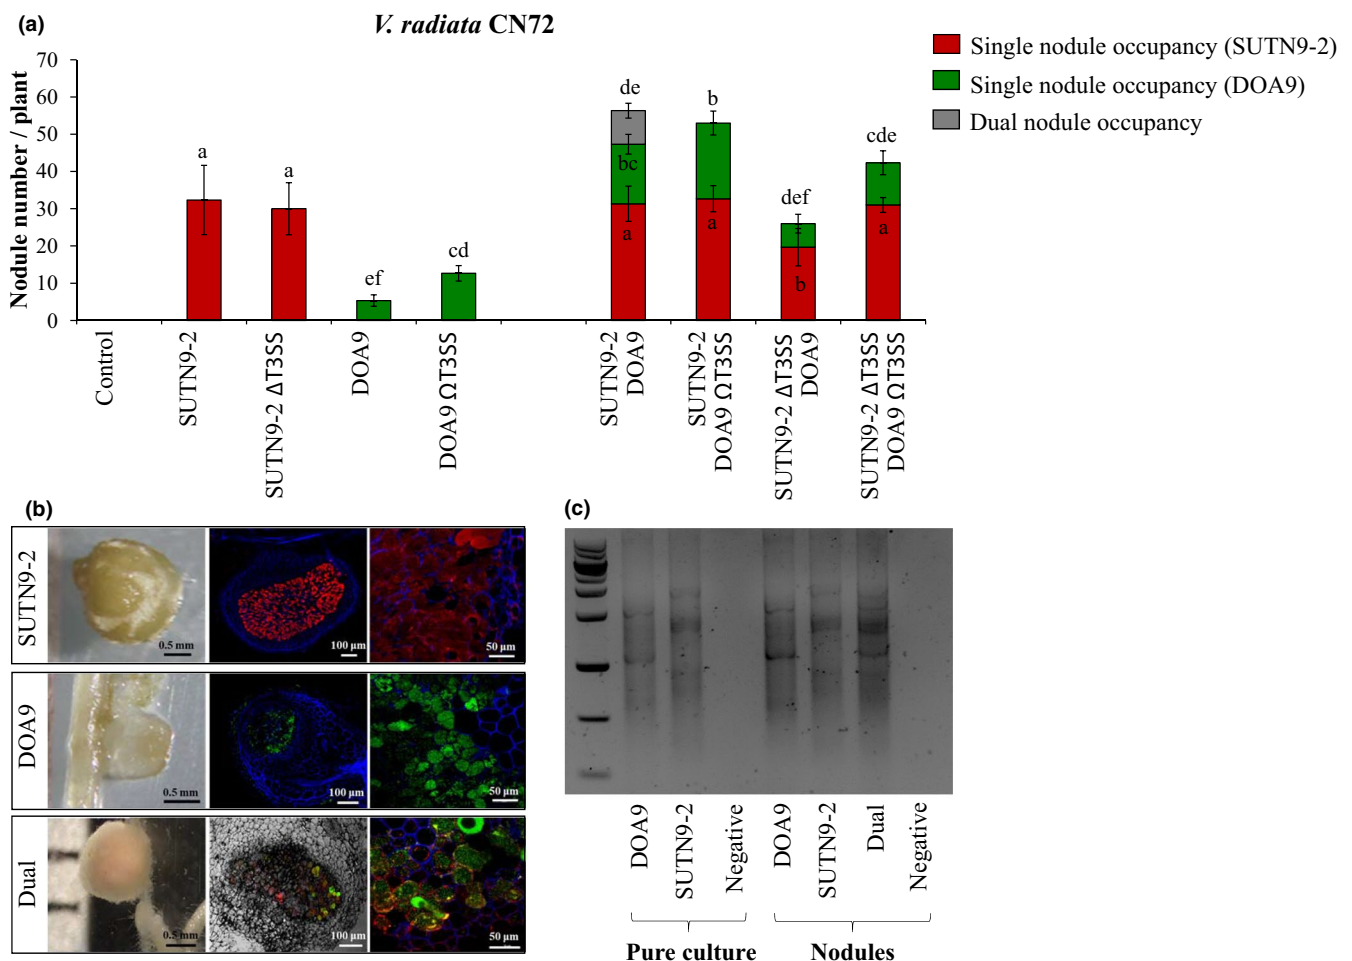 (a)
V. radiata CN72
Single nodule occupancy (SUTN9-2)
Single nodule occupancy (DOA9)
Dual nodule occupancy
Nodule number / plant
70
60
50
40
30
20
10
0
a
a
ef
cd
de
bc
a
b
a
def
b
cde
a
Control
SUTN9-2
SUTN9-2 ΔT3SS
DOA9
DOA9 ΩT3SS
SUTN9-2
DOA9
SUTN9-2
DOA9 ΩT3SS
SUTN9-2 ΔT3SS
DOA9
SUTN9-2 ΔT3SS
DOA9 ΩT3SS
(b)
SUTN9-2
0.5 mm
100 µm
50 µm
DOA9
0.5 mm
100 µm
50 µm
Dual
0.5 mm
100 µm
50 µm
(c)
DOA9
SUTN9-2
Negative
DOA9
SUTN9-2
Dual
Negative
Pure culture
Nodules